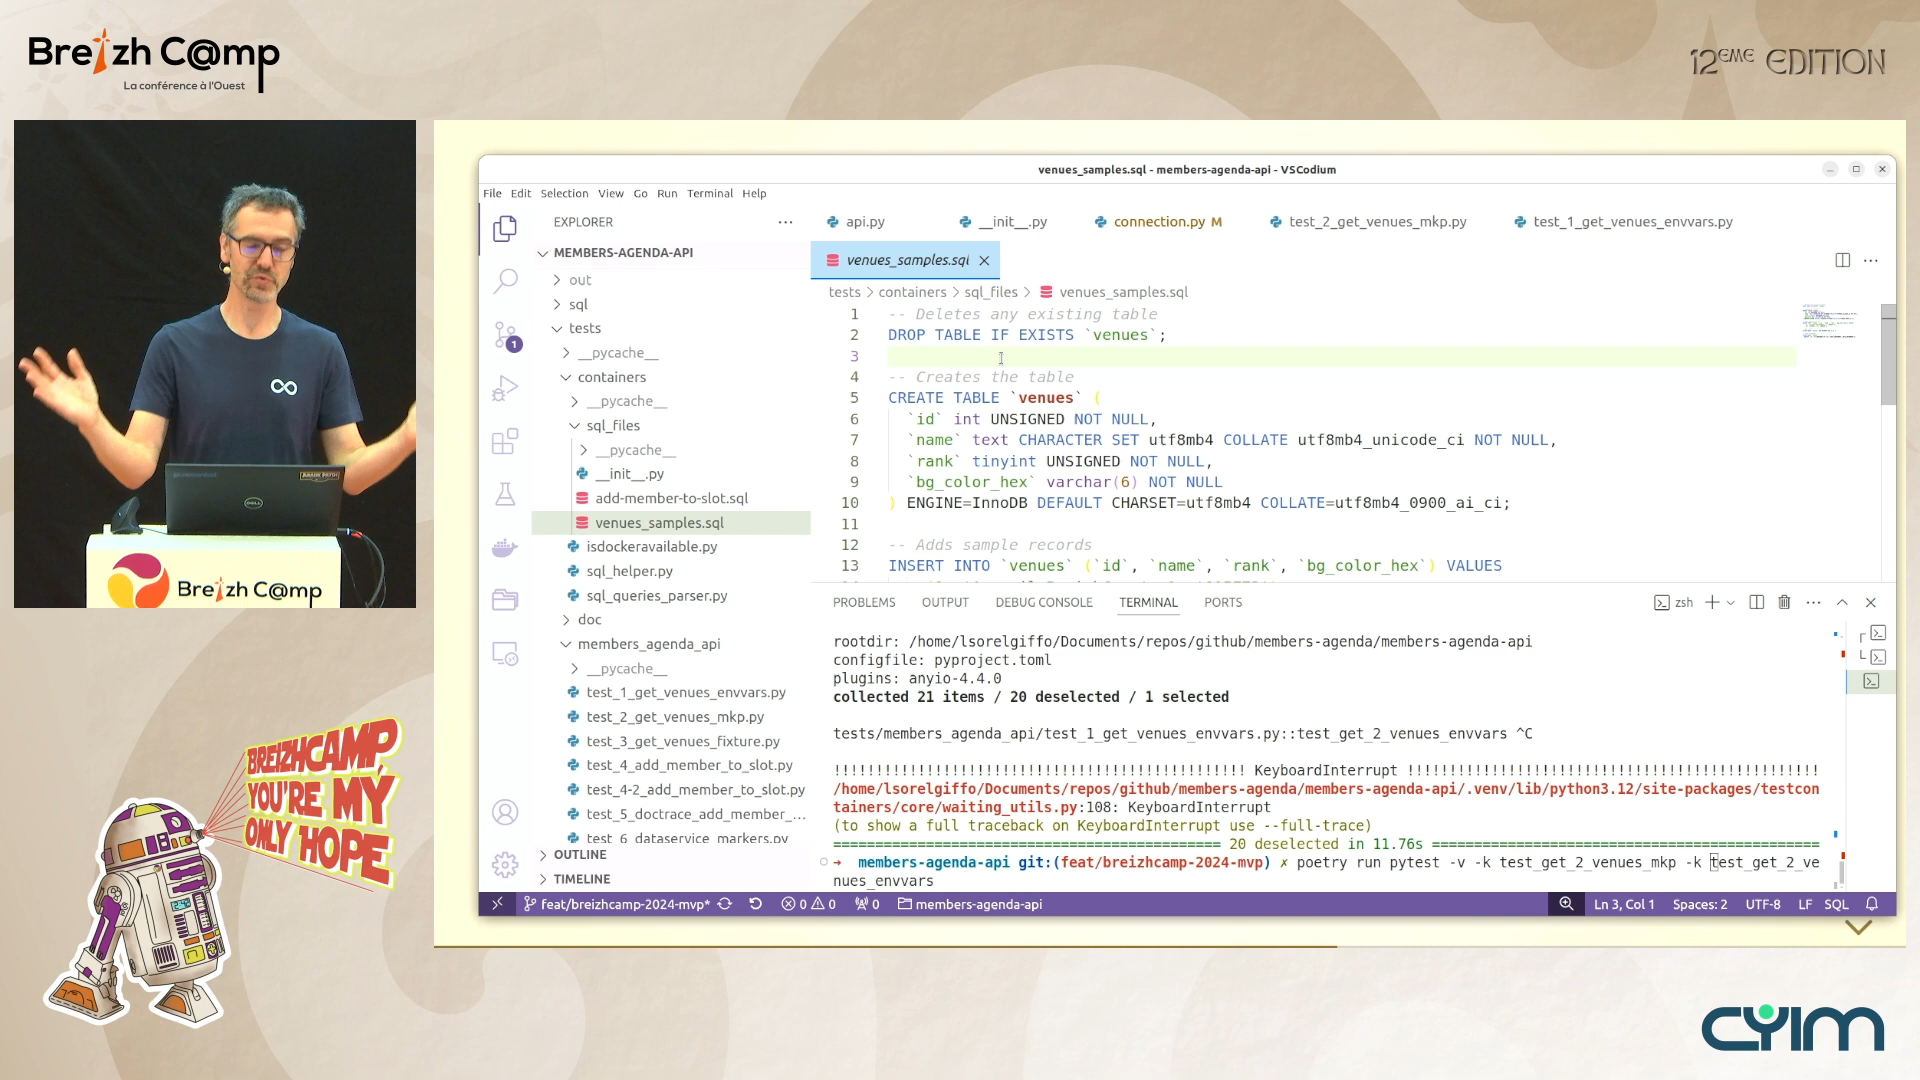 Breizh C@mp
La conférence à l'Ouest
12EME EDITION
Breizh C@mp
BREIZHCAMP,
YOU'RE MY
ONLY HOPE
CYIM
venues_samples.sql - members-agenda-api - VSCodium
File Edit Selection View Go Run Terminal Help
EXPLORER
MEMBERS-AGENDA-API
out
sql
tests
__pycache__
containers
__pycache__
sql_files
__pycache__
__init__.py
add-member-to-slot.sql
venues_samples.sql
isdockeravailable.py
sql_helper.py
sql_queries_parser.py
doc
members_agenda_api
__pycache__
test_1_get_venues_envvars.py
test_2_get_venues_mkp.py
test_3_get_venues_fixture.py
test_4_add_member_to_slot.py
test_4-2_add_member_to_slot.py
test_5_doctrace_add_member_...
test_6_dataservice_markers.py
OUTLINE
TIMELINE
1
api.py __init__.py connection.py M test_2_get_venues_mkp.py test_1_get_venues_envvars.py
venues_samples.sql
tests > containers > sql_files > venues_samples.sql
1 -- Deletes any existing table
2 DROP TABLE IF EXISTS `venues`;
3
4 -- Creates the table
5 CREATE TABLE `venues` (
6 `id` int UNSIGNED NOT NULL,
7 `name` text CHARACTER SET utf8mb4 COLLATE utf8mb4_unicode_ci NOT NULL,
8 `rank` tinyint UNSIGNED NOT NULL,
9 `bg_color_hex` varchar(6) NOT NULL
10 ) ENGINE=InnoDB DEFAULT CHARSET=utf8mb4 COLLATE=utf8mb4_0900_ai_ci;
11
12 -- Adds sample records
13 INSERT INTO `venues` (`id`, `name`, `rank`, `bg_color_hex`) VALUES
PROBLEMS OUTPUT DEBUG CONSOLE TERMINAL PORTS
zsh
rootdir: /home/lsorelgiffo/Documents/repos/github/members-agenda/members-agenda-api
configfile: pyproject.toml
plugins: anyio-4.4.0
collected 21 items / 20 deselected / 1 selected
tests/members_agenda_api/test_1_get_venues_envvars.py::test_get_2_venues_envvars ^C
!!!!!!!!!!!!!!!!!!!!!!!!!!!!!!!!!!!!!!!!!!!!! KeyboardInterrupt !!!!!!!!!!!!!!!!!!!!!!!!!!!!!!!!!!!!!!!!!!!!!
/home/lsorelgiffo/Documents/repos/github/members-agenda/members-agenda-api/.venv/lib/python3.12/site-packages/testcon
tainers/core/waiting_utils.py:108: KeyboardInterrupt
(to show a full traceback on KeyboardInterrupt use --full-trace)
========================================== 20 deselected in 11.76s ==========================================
→ members-agenda-api git:(feat/breizhcamp-2024-mvp) ✗ poetry run pytest -v -k test_get_2_venues_mkp -k test_get_2_ve
nues_envvars
feat/breizhcamp-2024-mvp* 0 0 0 members-agenda-api Ln 3, Col 1 Spaces: 2 UTF-8 LF SQL